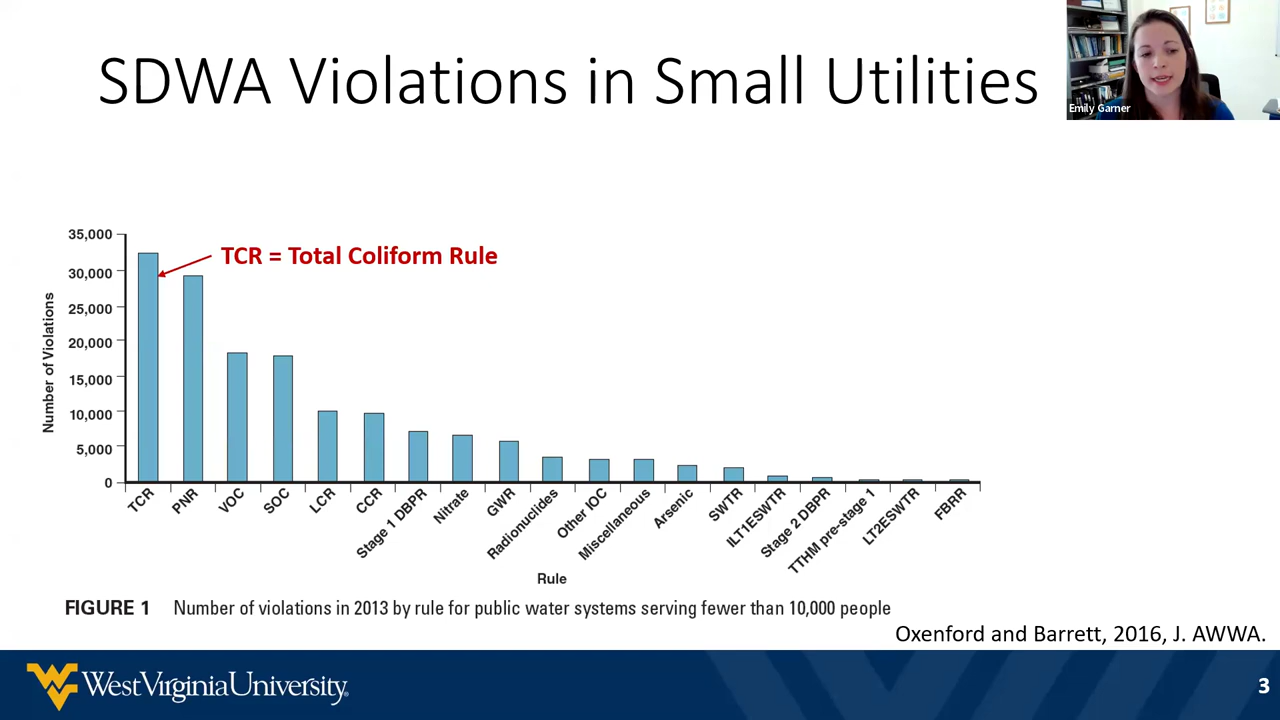 SDWA Violations in Small Utilities
Emily Garner
TCR = Total Coliform Rule
Number of Violations
35,000
30,000
25,000
20,000
15,000
10,000
5,000
0
TCR
PNR
VOC
SOC
LCR
CCR
Stage 1 DBPR
Nitrate
GWR
Radionuclides
Other IOC
Miscellaneous
Arsenic
SWTR
ILT1ESWTR
Stage 2 DBPR
TTHM pre-stage 1
LT2ESWTR
FBRR
Rule
FIGURE 1 Number of violations in 2013 by rule for public water systems serving fewer than 10,000 people
Oxenford and Barrett, 2016, J. AWWA.
West Virginia University.
3